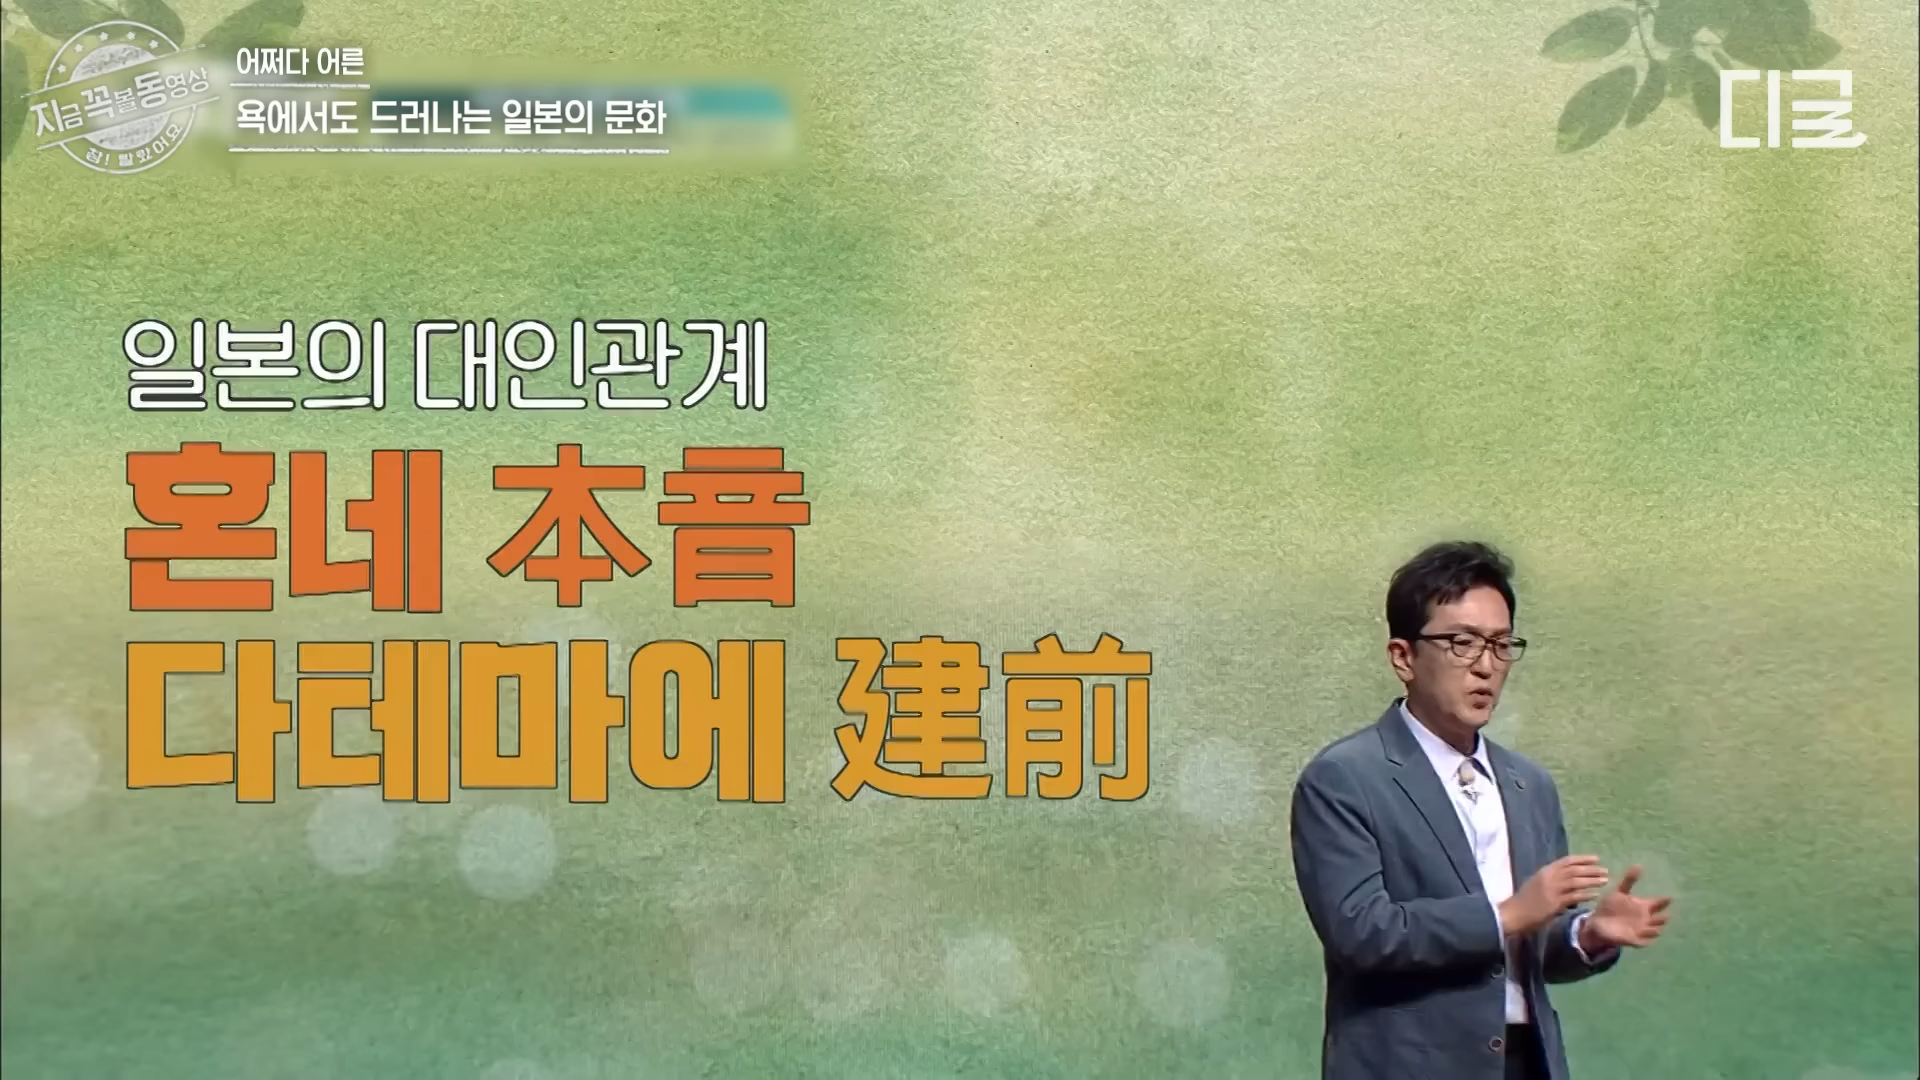 지금 꼭 볼 동영상
참! 잘했어요
어쩌다 어른
욕에서도 드러나는 일본의 문화
디글
일본의 대인관계
혼네 本音
다테마에 建前